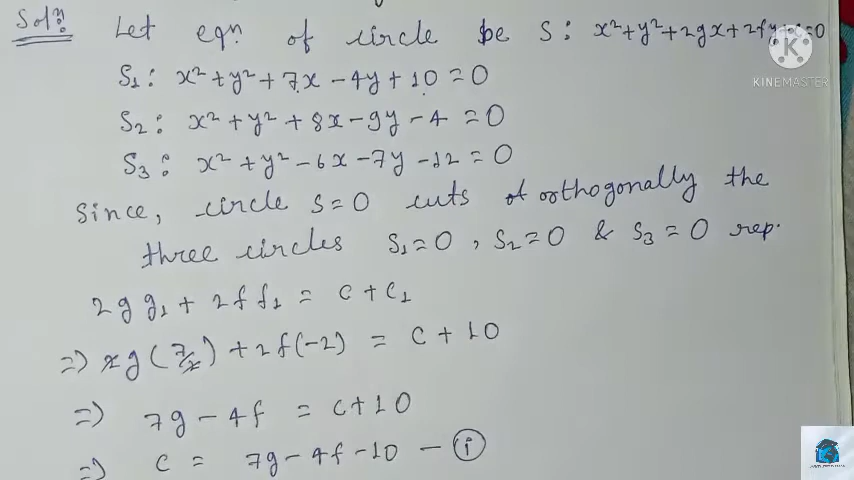 Soln. Let eqn. of circle be S: x²+y²+2gx+2fy+c=0
KINEMASTER
S₁: x²+y²+7x-4y+10=0
S₂: x²+y²+8x-9y-4=0
S₃: x²+y²-6x-7y-12=0
Since, circle S=0 cuts orthogonally the
three circles S₁=0, S₂=0 & S₃=0 rep.
2gg₁+2ff₁=c+c₁
⇒ 2g(7/2)+2f(-2)=c+10
⇒ 7g-4f=c+10
⇒ c=7g-4f-10 - (i)